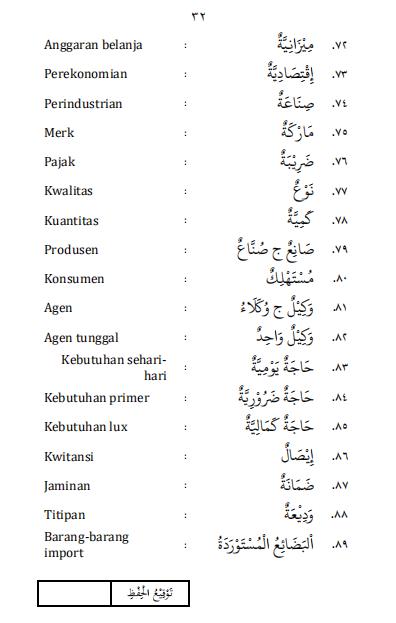 ٣٢
Anggaran belanja : مِيْزَانِيَّةٌ .٧٢
Perekonomian : إِقْتِصَادِيَّةٌ .٧٣
Perindustrian : صِنَاعَةٌ .٧٤
Merk : مَارْكَةٌ .٧٥
Pajak : ضَرِيْبَةٌ .٧٦
Kwalitas : نَوْعٌ .٧٧
Kuantitas : كَمِيَّةٌ .٧٨
Produsen : صَانِعٌ ج صُنَّاعٌ .٧٩
Konsumen : مُسْتَهْلِكٌ .٨٠
Agen : وَكِيْلٌ ج وُكَلَاءُ .٨١
Agen tunggal : وَكِيْلٌ وَاحِدٌ .٨٢
Kebutuhan sehari-
hari : حَاجَةٌ يَوْمِيَّةٌ .٨٣
Kebutuhan primer : حَاجَةٌ ضَرُوْرِيَّةٌ .٨٤
Kebutuhan lux : حَاجَةٌ كَمَالِيَّةٌ .٨٥
Kwitansi : إِيْصَالٌ .٨٦
Jaminan : ضَمَانَةٌ .٨٧
Titipan : وَدِيْعَةٌ .٨٨
Barang-barang
import : اَلْبَضَائِعُ الْمُسْتَوْرَدَةُ .٨٩
تَوْقِيْعُ الْحِفْظِ